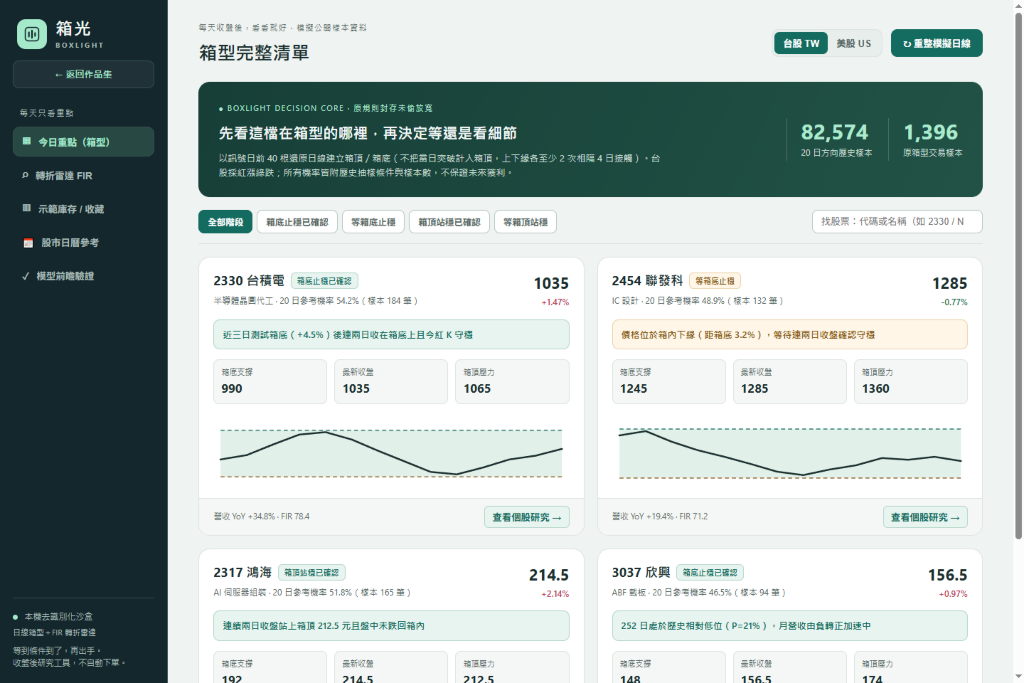 箱光
BOXLIGHT
← 返回作品集
每天只看重點
今日重點（箱型）
轉折雷達 FIR
示範庫存 / 收藏
股市日曆參考
模型前瞻驗證
本機去識別化沙盒
日線箱型 + FIR 轉折雷達
等到條件到了，再出手。
收盤後研究工具，不自動下單。
每天收盤後，看看就好 · 模擬公開樣本資料
箱型完整清單
台股 TW
美股 US
↻ 重整模擬日線
● BOXLIGHT DECISION CORE · 原規則封存未偷放寬
先看這檔在箱型的哪裡，再決定等還是看細節
以訊號日前 40 根還原日線建立箱頂 / 箱底（不把當日突破計入箱頂，上下緣各至少 2 次相隔 4 日接觸）。台
股採紅漲綠跌；所有機率皆附歷史抽樣條件與樣本數，不保證未來獲利。
82,574
20 日方向歷史樣本
1,396
原箱型交易樣本
全部階段
箱底止穩已確認
等箱底止穩
箱頂站穩已確認
等箱頂站穩
找股票：代碼或名稱（如 2330 / N
2330 台積電
箱底止穩已確認
1035
半導體晶圓代工 · 20 日參考機率 54.2%（樣本 184 筆）
+1.47%
近三日測試箱底（+4.5%）後連兩日收在箱底上且今紅 K 守穩
箱底支撐
990
最新收盤
1035
箱頂壓力
1065
營收 YoY +34.8% · FIR 78.4
查看個股研究 →
2454 聯發科
等箱底止穩
1285
IC 設計 · 20 日參考機率 48.9%（樣本 132 筆）
-0.77%
價格位於箱內下緣（距箱底 3.2%），等待連兩日收盤確認守穩
箱底支撐
1245
最新收盤
1285
箱頂壓力
1360
營收 YoY +19.4% · FIR 71.2
查看個股研究 →
2317 鴻海
箱頂站穩已確認
214.5
AI 伺服器組裝 · 20 日參考機率 51.8%（樣本 165 筆）
+2.14%
連續兩日收盤站上箱頂 212.5 元且盤中未跌回箱內
箱底支撐
192
最新收盤
214.5
箱頂壓力
212.5
3037 欣興
箱底止穩已確認
156.5
ABF 載板 · 20 日參考機率 46.5%（樣本 94 筆）
+0.97%
252 日處於歷史相對低位（P=21%），月營收由負轉正加速中
箱底支撐
148
最新收盤
156.5
箱頂壓力
174